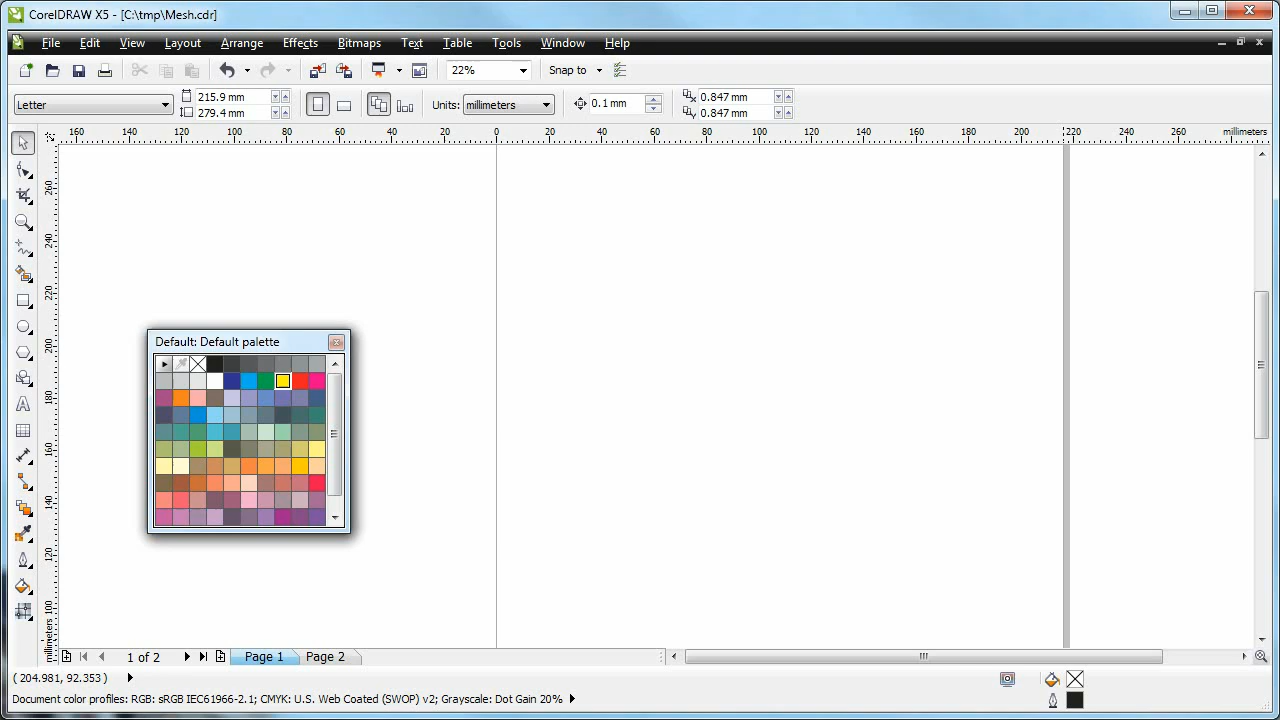 CorelDRAW X5 - [C:\tmp\Mesh.cdr]
File Edit View Layout Arrange Effects Bitmaps Text Table Tools Window Help
22% Snap to
Letter 215.9 mm 279.4 mm Units: millimeters 0.1 mm 0.847 mm 0.847 mm
160 140 120 100 80 60 40 20 0 20 40 60 80 100 120 140 160 180 200 220 240 260 millimeters
260
240
220
200
180
160
140
120
100
millimeters
Default: Default palette
1 of 2 Page 1 Page 2
( 204.981, 92.353 )
Document color profiles: RGB: sRGB IEC61966-2.1; CMYK: U.S. Web Coated (SWOP) v2; Grayscale: Dot Gain 20%